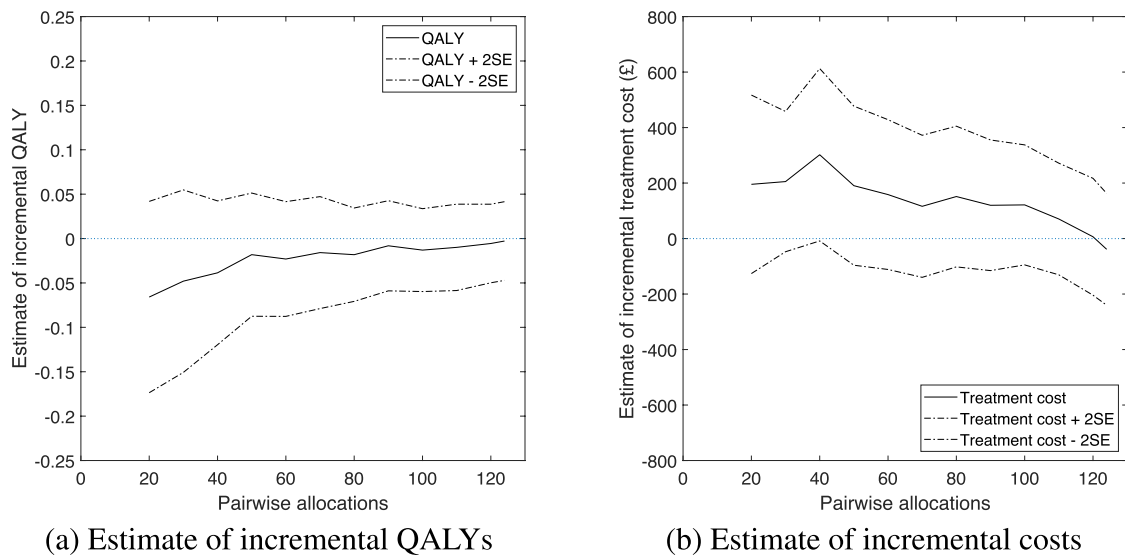 0.25
0.2
0.15
0.1
0.05
0
-0.05
-0.1
-0.15
-0.2
-0.25
Estimate of incremental QALY
QALY
QALY + 2SE
QALY - 2SE
0 20 40 60 80 100 120
Pairwise allocations
(a) Estimate of incremental QALYs
800
600
400
200
0
-200
-400
-600
-800
Estimate of incremental treatment cost (£)
Treatment cost
Treatment cost + 2SE
Treatment cost - 2SE
0 20 40 60 80 100 120
Pairwise allocations
(b) Estimate of incremental costs